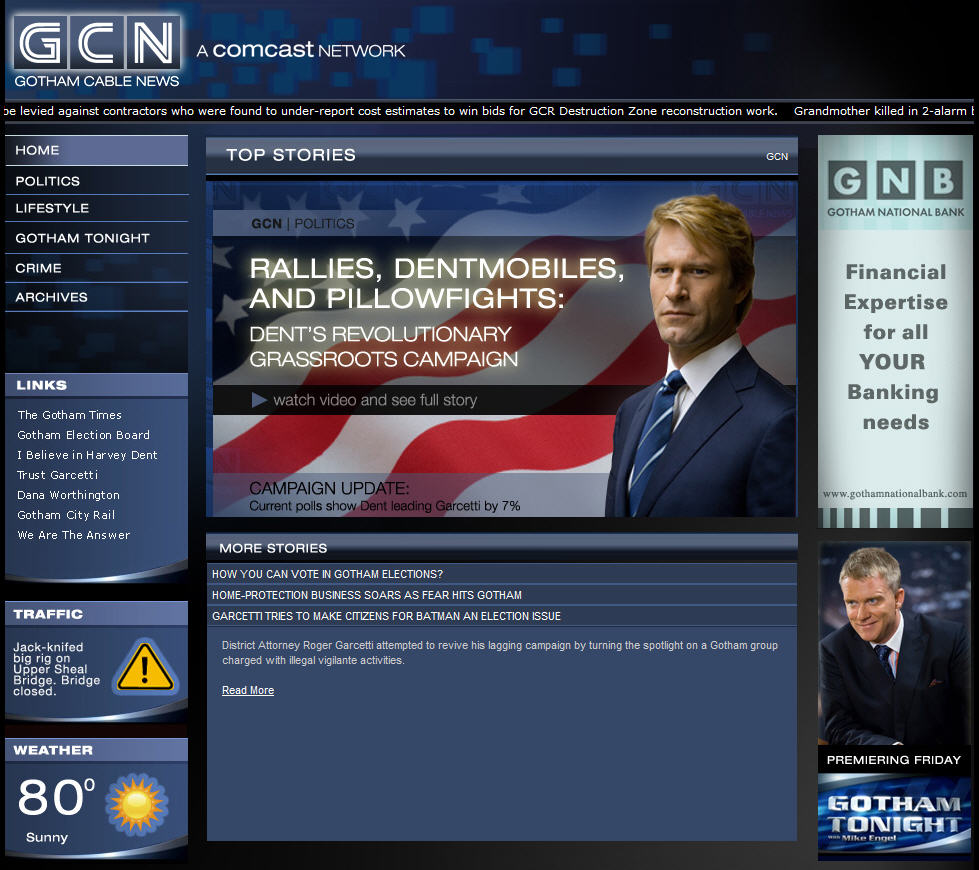 GCN
GOTHAM CABLE NEWS
A comcast NETWORK
be levied against contractors who were found to under-report cost estimates to win bids for GCR Destruction Zone reconstruction work. Grandmother killed in 2-alarm
HOME
POLITICS
LIFESTYLE
GOTHAM TONIGHT
CRIME
ARCHIVES
LINKS
The Gotham Times
Gotham Election Board
I Believe in Harvey Dent
Trust Garcetti
Dana Worthington
Gotham City Rail
We Are The Answer
TRAFFIC
Jack-knifed
big rig on
Upper Sheal
Bridge. Bridge
closed.
WEATHER
80°
Sunny
TOP STORIES
GCN
GCN | POLITICS
RALLIES, DENTMOBILES,
AND PILLOWFIGHTS:
DENT'S REVOLUTIONARY
GRASSROOTS CAMPAIGN
watch video and see full story
CAMPAIGN UPDATE:
Current polls show Dent leading Garcetti by 7%
MORE STORIES
HOW YOU CAN VOTE IN GOTHAM ELECTIONS?
HOME-PROTECTION BUSINESS SOARS AS FEAR HITS GOTHAM
GARCETTI TRIES TO MAKE CITIZENS FOR BATMAN AN ELECTION ISSUE
District Attorney Roger Garcetti attempted to revive his lagging campaign by turning the spotlight on a Gotham group
charged with illegal vigilante activities.
Read More
GNB
GOTHAM NATIONAL BANK
Financial
Expertise
for all
YOUR
Banking
needs
www.gothamnationalbank.com
PREMIERING FRIDAY
GOTHAM
TONIGHT
with Mike Engel